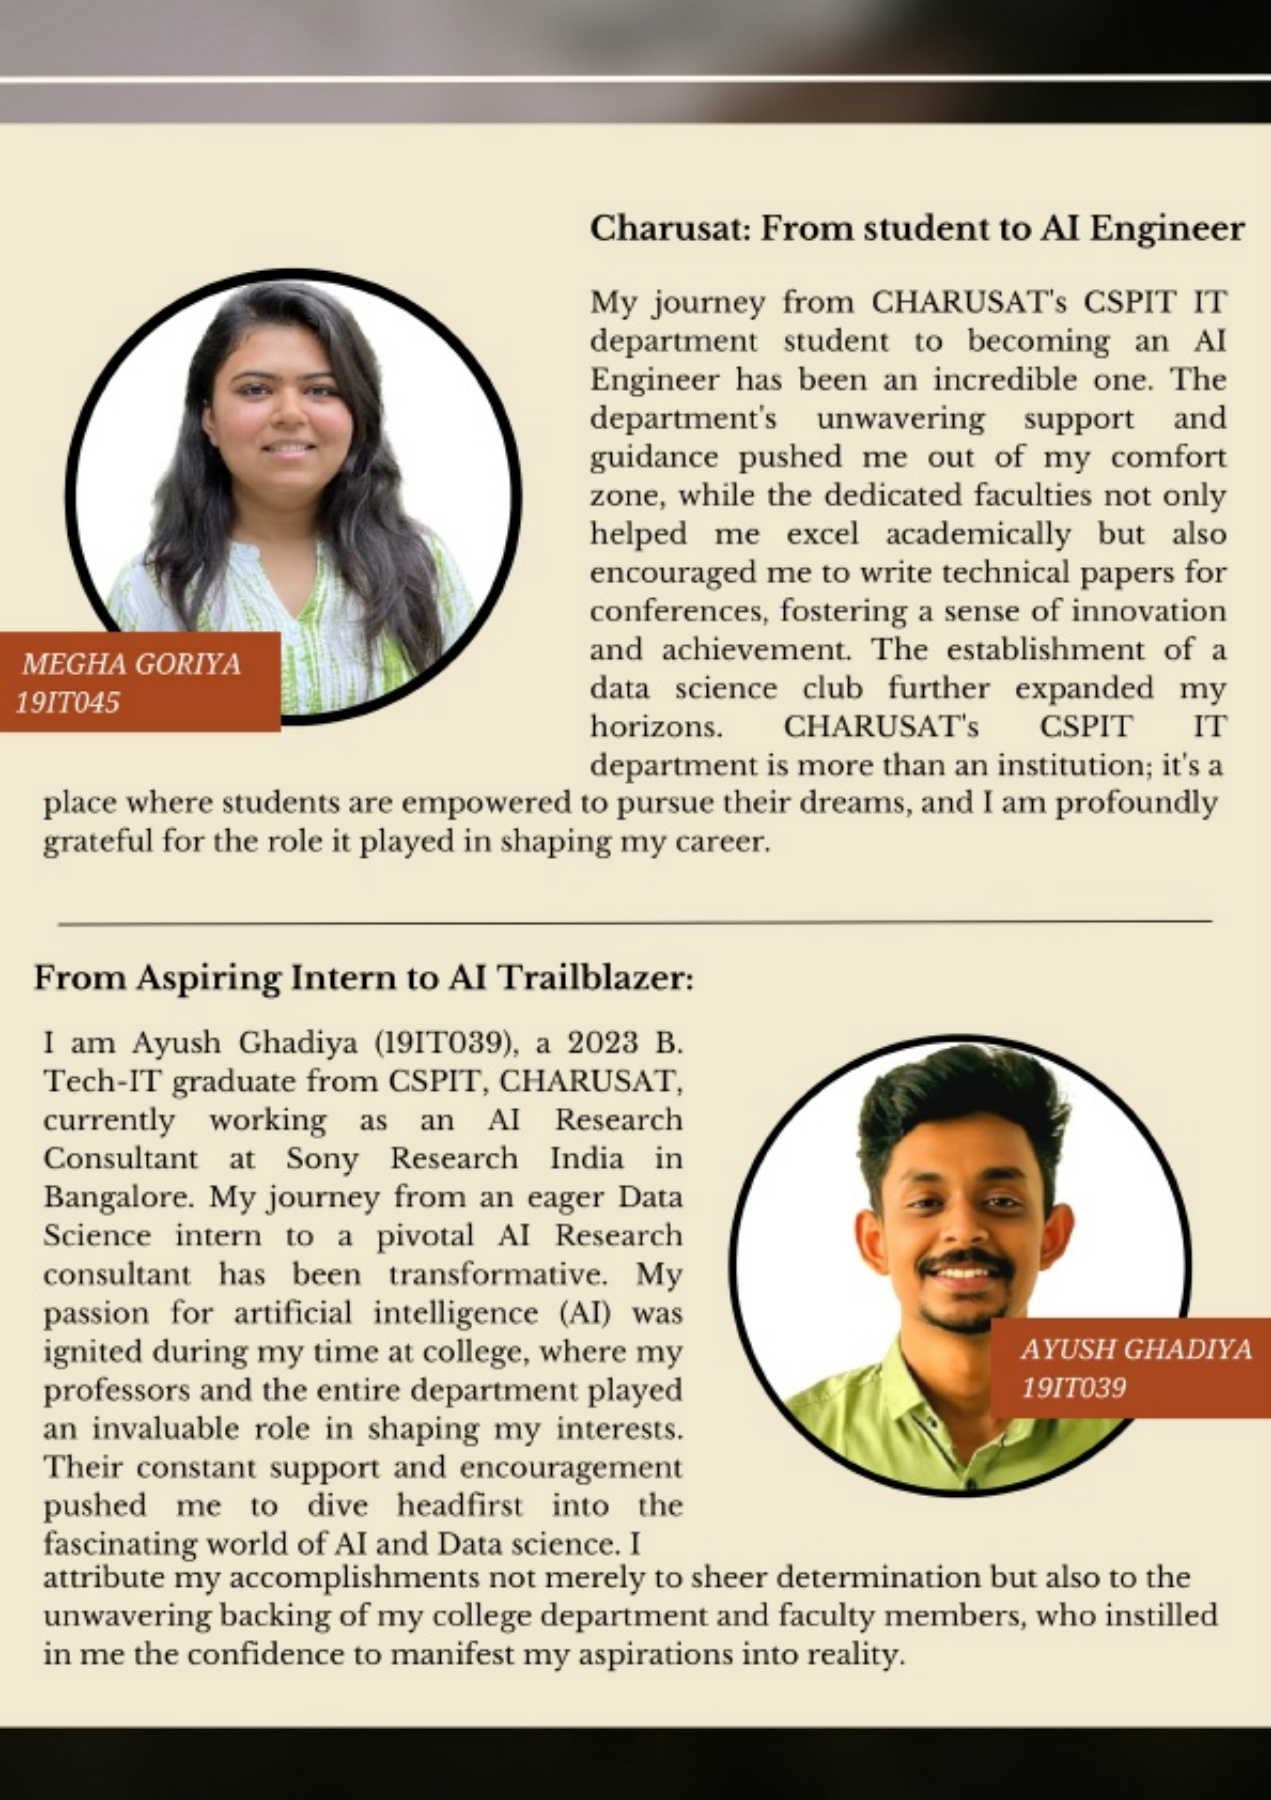 Charusat: From student to AI Engineer
My journey from CHARUSAT's CSPIT IT
department student to becoming an AI
Engineer has been an incredible one. The
department's unwavering support and
guidance pushed me out of my comfort
zone, while the dedicated faculties not only
helped me excel academically but also
encouraged me to write technical papers for
conferences, fostering a sense of innovation
and achievement. The establishment of a
data science club further expanded my
horizons. CHARUSAT's CSPIT IT
department is more than an institution; it's a
place where students are empowered to pursue their dreams, and I am profoundly
grateful for the role it played in shaping my career.
MEGHA GORIYA
19IT045
From Aspiring Intern to AI Trailblazer:
I am Ayush Ghadiya (19IT039), a 2023 B.
Tech-IT graduate from CSPIT, CHARUSAT,
currently working as an AI Research
Consultant at Sony Research India in
Bangalore. My journey from an eager Data
Science intern to a pivotal AI Research
consultant has been transformative. My
passion for artificial intelligence (AI) was
ignited during my time at college, where my
professors and the entire department played
an invaluable role in shaping my interests.
Their constant support and encouragement
pushed me to dive headfirst into the
fascinating world of AI and Data science. I
attribute my accomplishments not merely to sheer determination but also to the
unwavering backing of my college department and faculty members, who instilled
in me the confidence to manifest my aspirations into reality.
AYUSH GHADIYA
19IT039